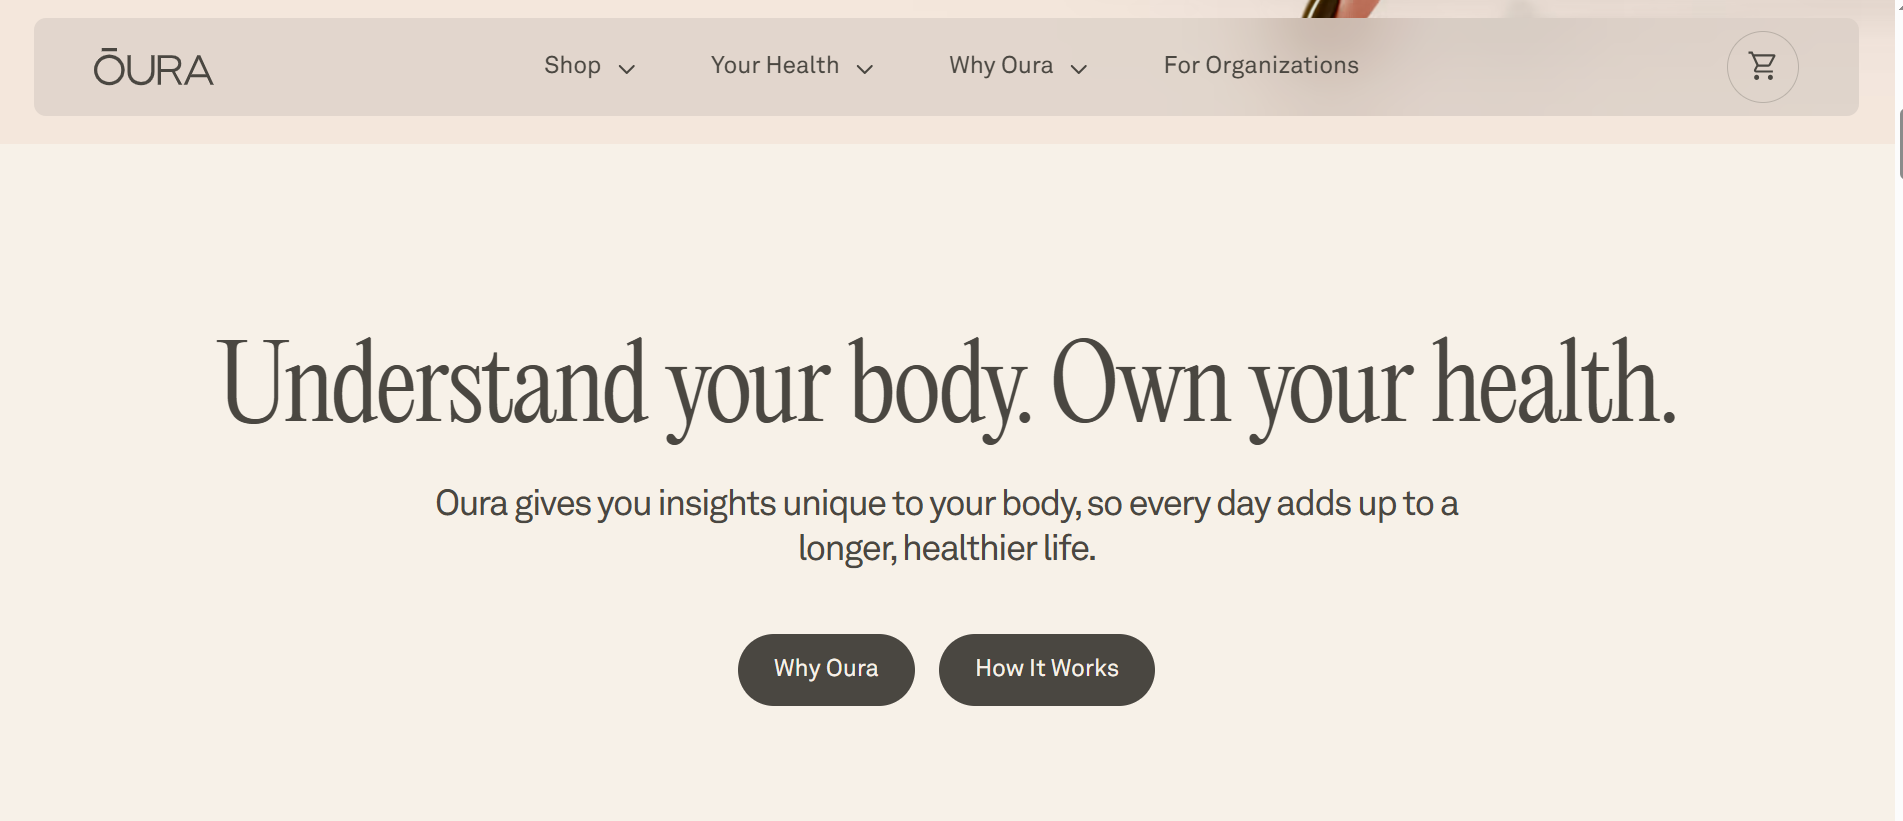 ŌURA
Shop
Your Health
Why Oura
For Organizations
Understand your body. Own your health.
Oura gives you insights unique to your body, so every day adds up to a
longer, healthier life.
Why Oura
How It Works